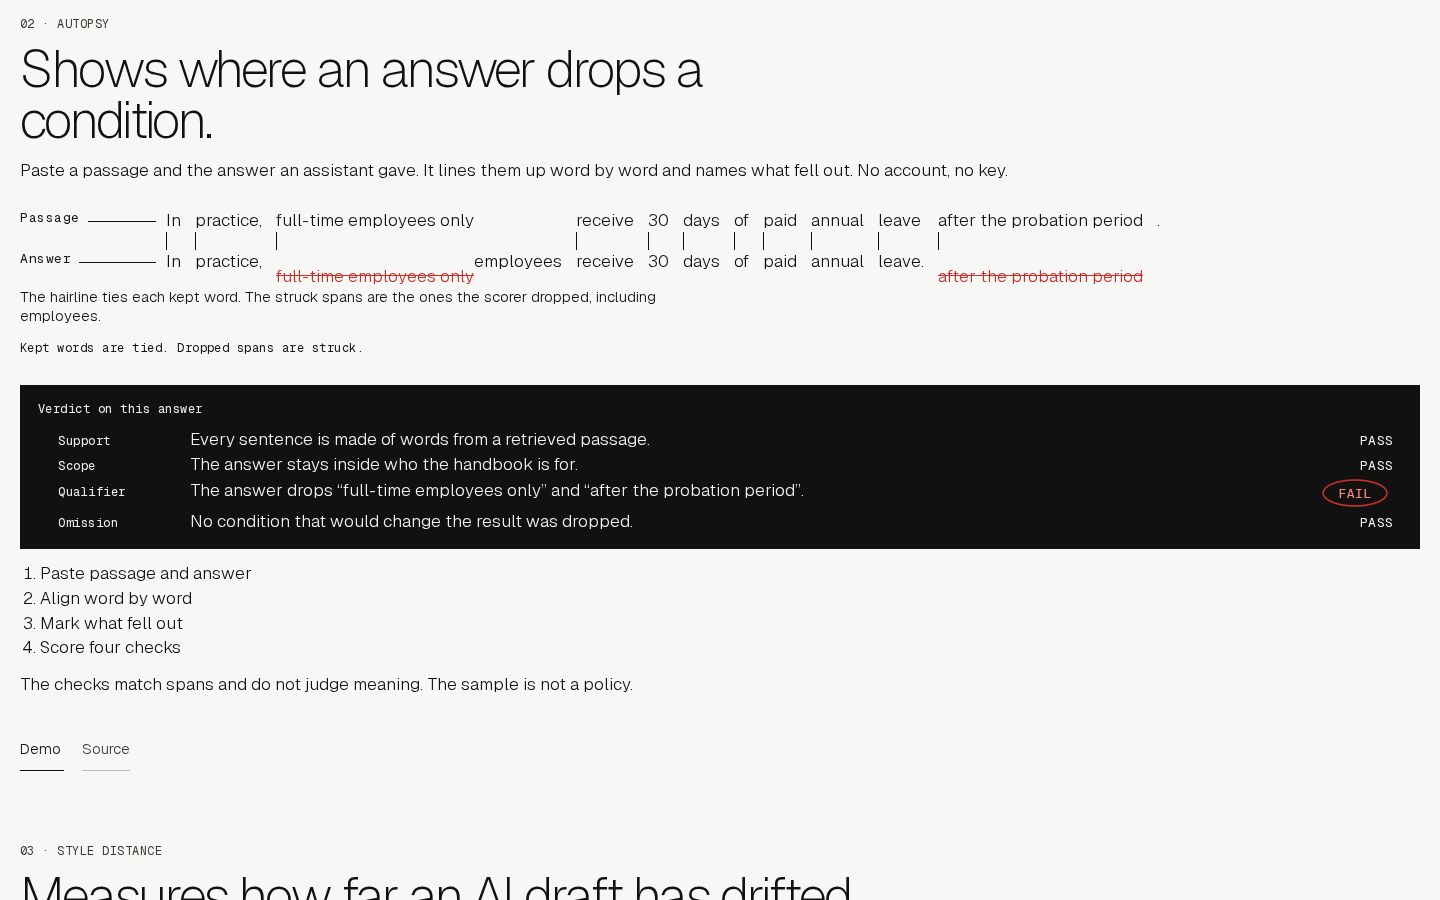 02 · AUTOPSY
Shows where an answer drops a
condition.
Paste a passage and the answer an assistant gave. It lines them up word by word and names what fell out. No account, no key.
Passage In practice, full-time employees only receive 30 days of paid annual leave after the probation period .
Answer In practice, full-time employees only employees receive 30 days of paid annual leave. after the probation period
The hairline ties each kept word. The struck spans are the ones the scorer dropped, including
employees.
Kept words are tied. Dropped spans are struck.
Verdict on this answer
Support Every sentence is made of words from a retrieved passage. PASS
Scope The answer stays inside who the handbook is for. PASS
Qualifier The answer drops “full-time employees only” and “after the probation period”. FAIL
Omission No condition that would change the result was dropped. PASS
1. Paste passage and answer
2. Align word by word
3. Mark what fell out
4. Score four checks
The checks match spans and do not judge meaning. The sample is not a policy.
Demo Source
03 · STYLE DISTANCE
Measures how far an AI draft has drifted